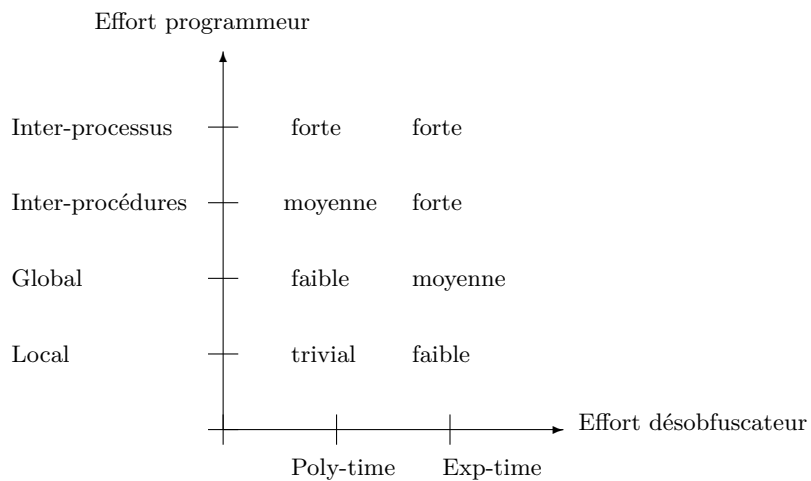 Effort programmeur
Inter-processus forte forte
Inter-procédures moyenne forte
Global faible moyenne
Local trivial faible
Effort désobfuscateur
Poly-time Exp-time